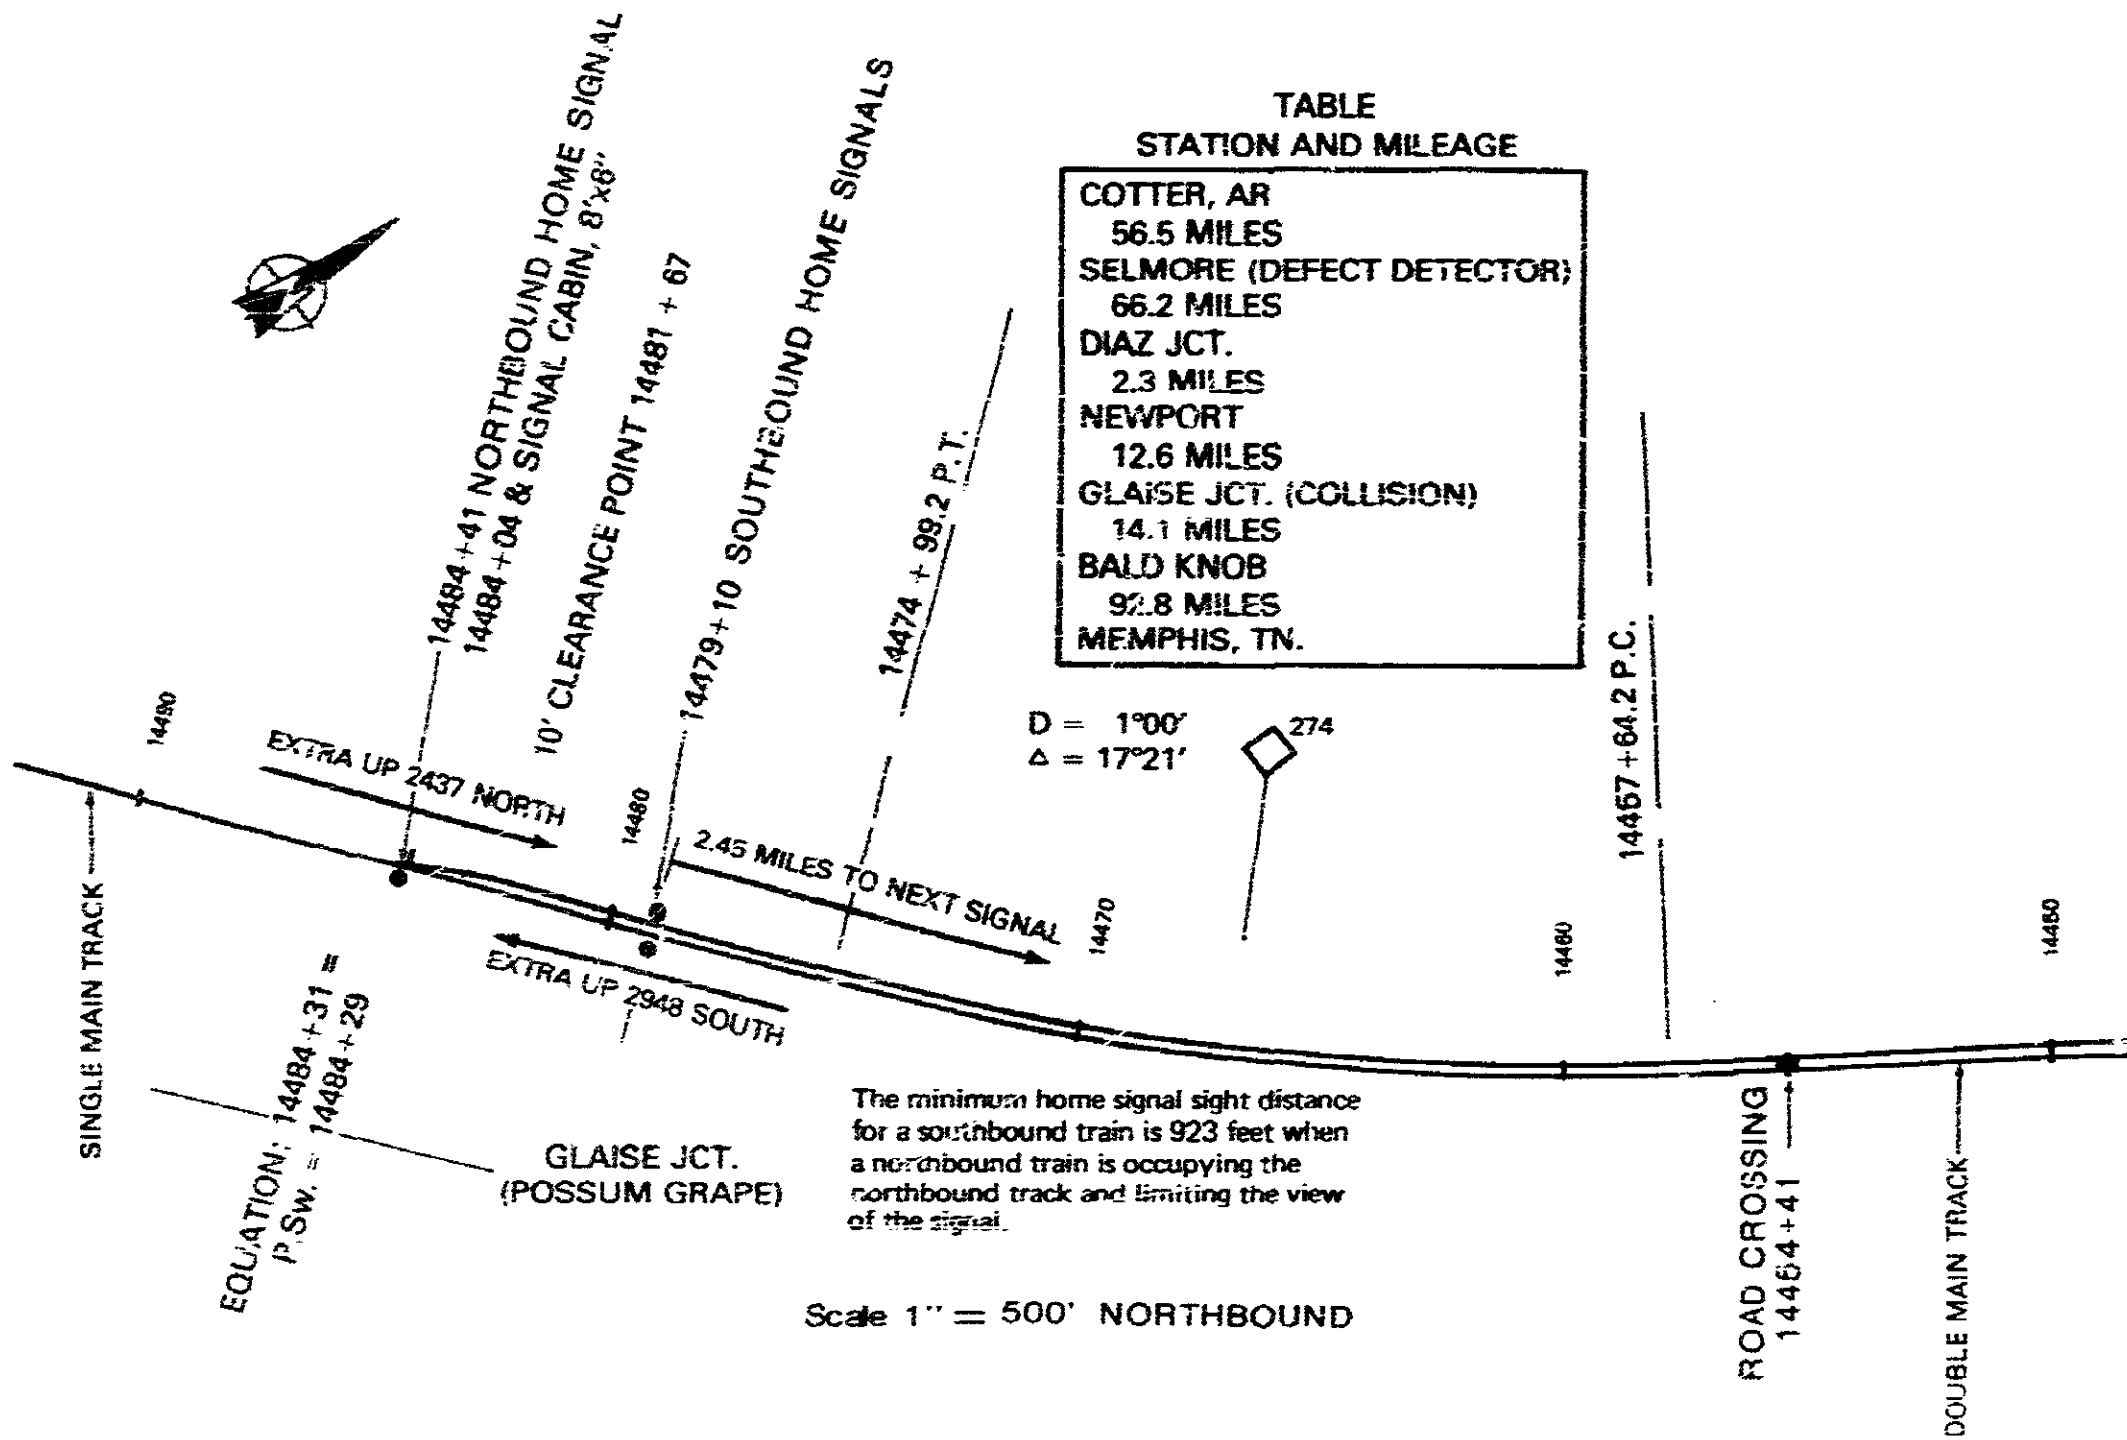 14484+41 NORTHBOUND HOME SIGNAL
14484+04 & SIGNAL CABIN, 8'x8"
10' CLEARANCE POINT 14481 + 67
14479+10 SOUTHBOUND HOME SIGNALS
14474 + 99.2 P.T.
TABLE
STATION AND MILEAGE
COTTER, AR
56.5 MILES
SELMORE (DEFECT DETECTOR)
66.2 MILES
DIAZ JCT.
2.3 MILES
NEWPORT
12.6 MILES
GLAISE JCT. (COLLISION)
14.1 MILES
BALD KNOB
92.8 MILES
MEMPHIS, TN.
D = 1°00'
Δ = 17°21'
274
14467+64.2 P.C.
14490
EXTRA UP 2437 NORTH
14480
2.45 MILES TO NEXT SIGNAL
14470
14460
14460
SINGLE MAIN TRACK
EXTRA UP 2948 SOUTH
EQUATION: 14484+31 =
P.Sw. = 14484+29
GLAISE JCT.
(POSSUM GRAPE)
The minimum home signal sight distance
for a southbound train is 923 feet when
a northbound train is occupying the
northbound track and limiting the view
of the signal.
ROAD CROSSING
14464+41
DOUBLE MAIN TRACK
Scale 1'' = 500' NORTHBOUND